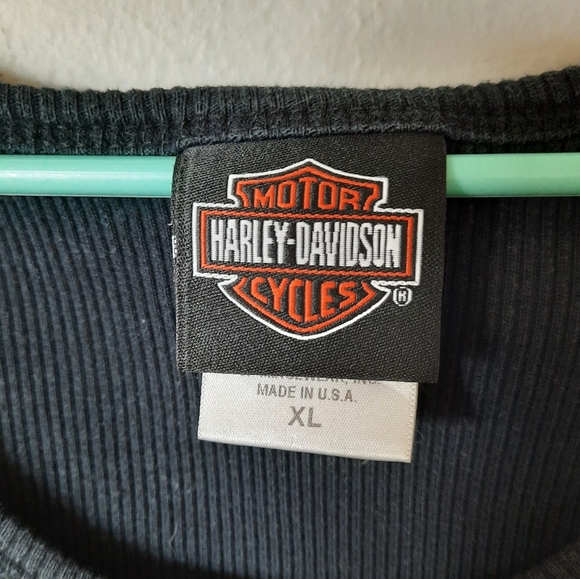 MOTOR
HARLEY-DAVIDSON
CYCLES
®
MADE IN U.S.A.
XL